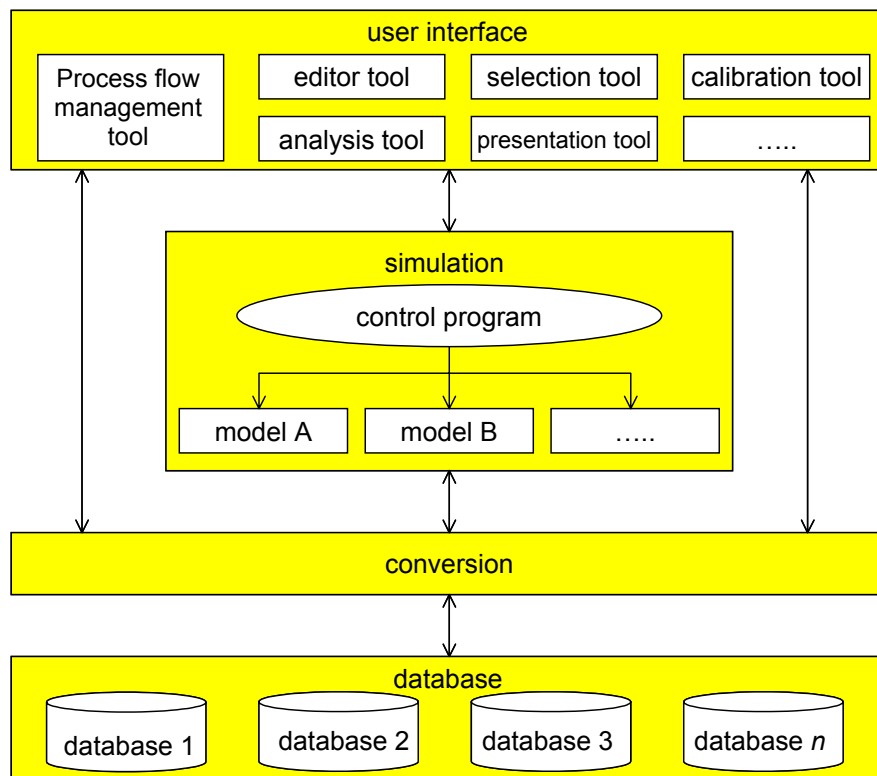 user interface
Process flow
management
tool
editor tool
selection tool
calibration tool
analysis tool
presentation tool
…..
simulation
control program
model A
model B
…..
conversion
database
database 1
database 2
database 3
database n